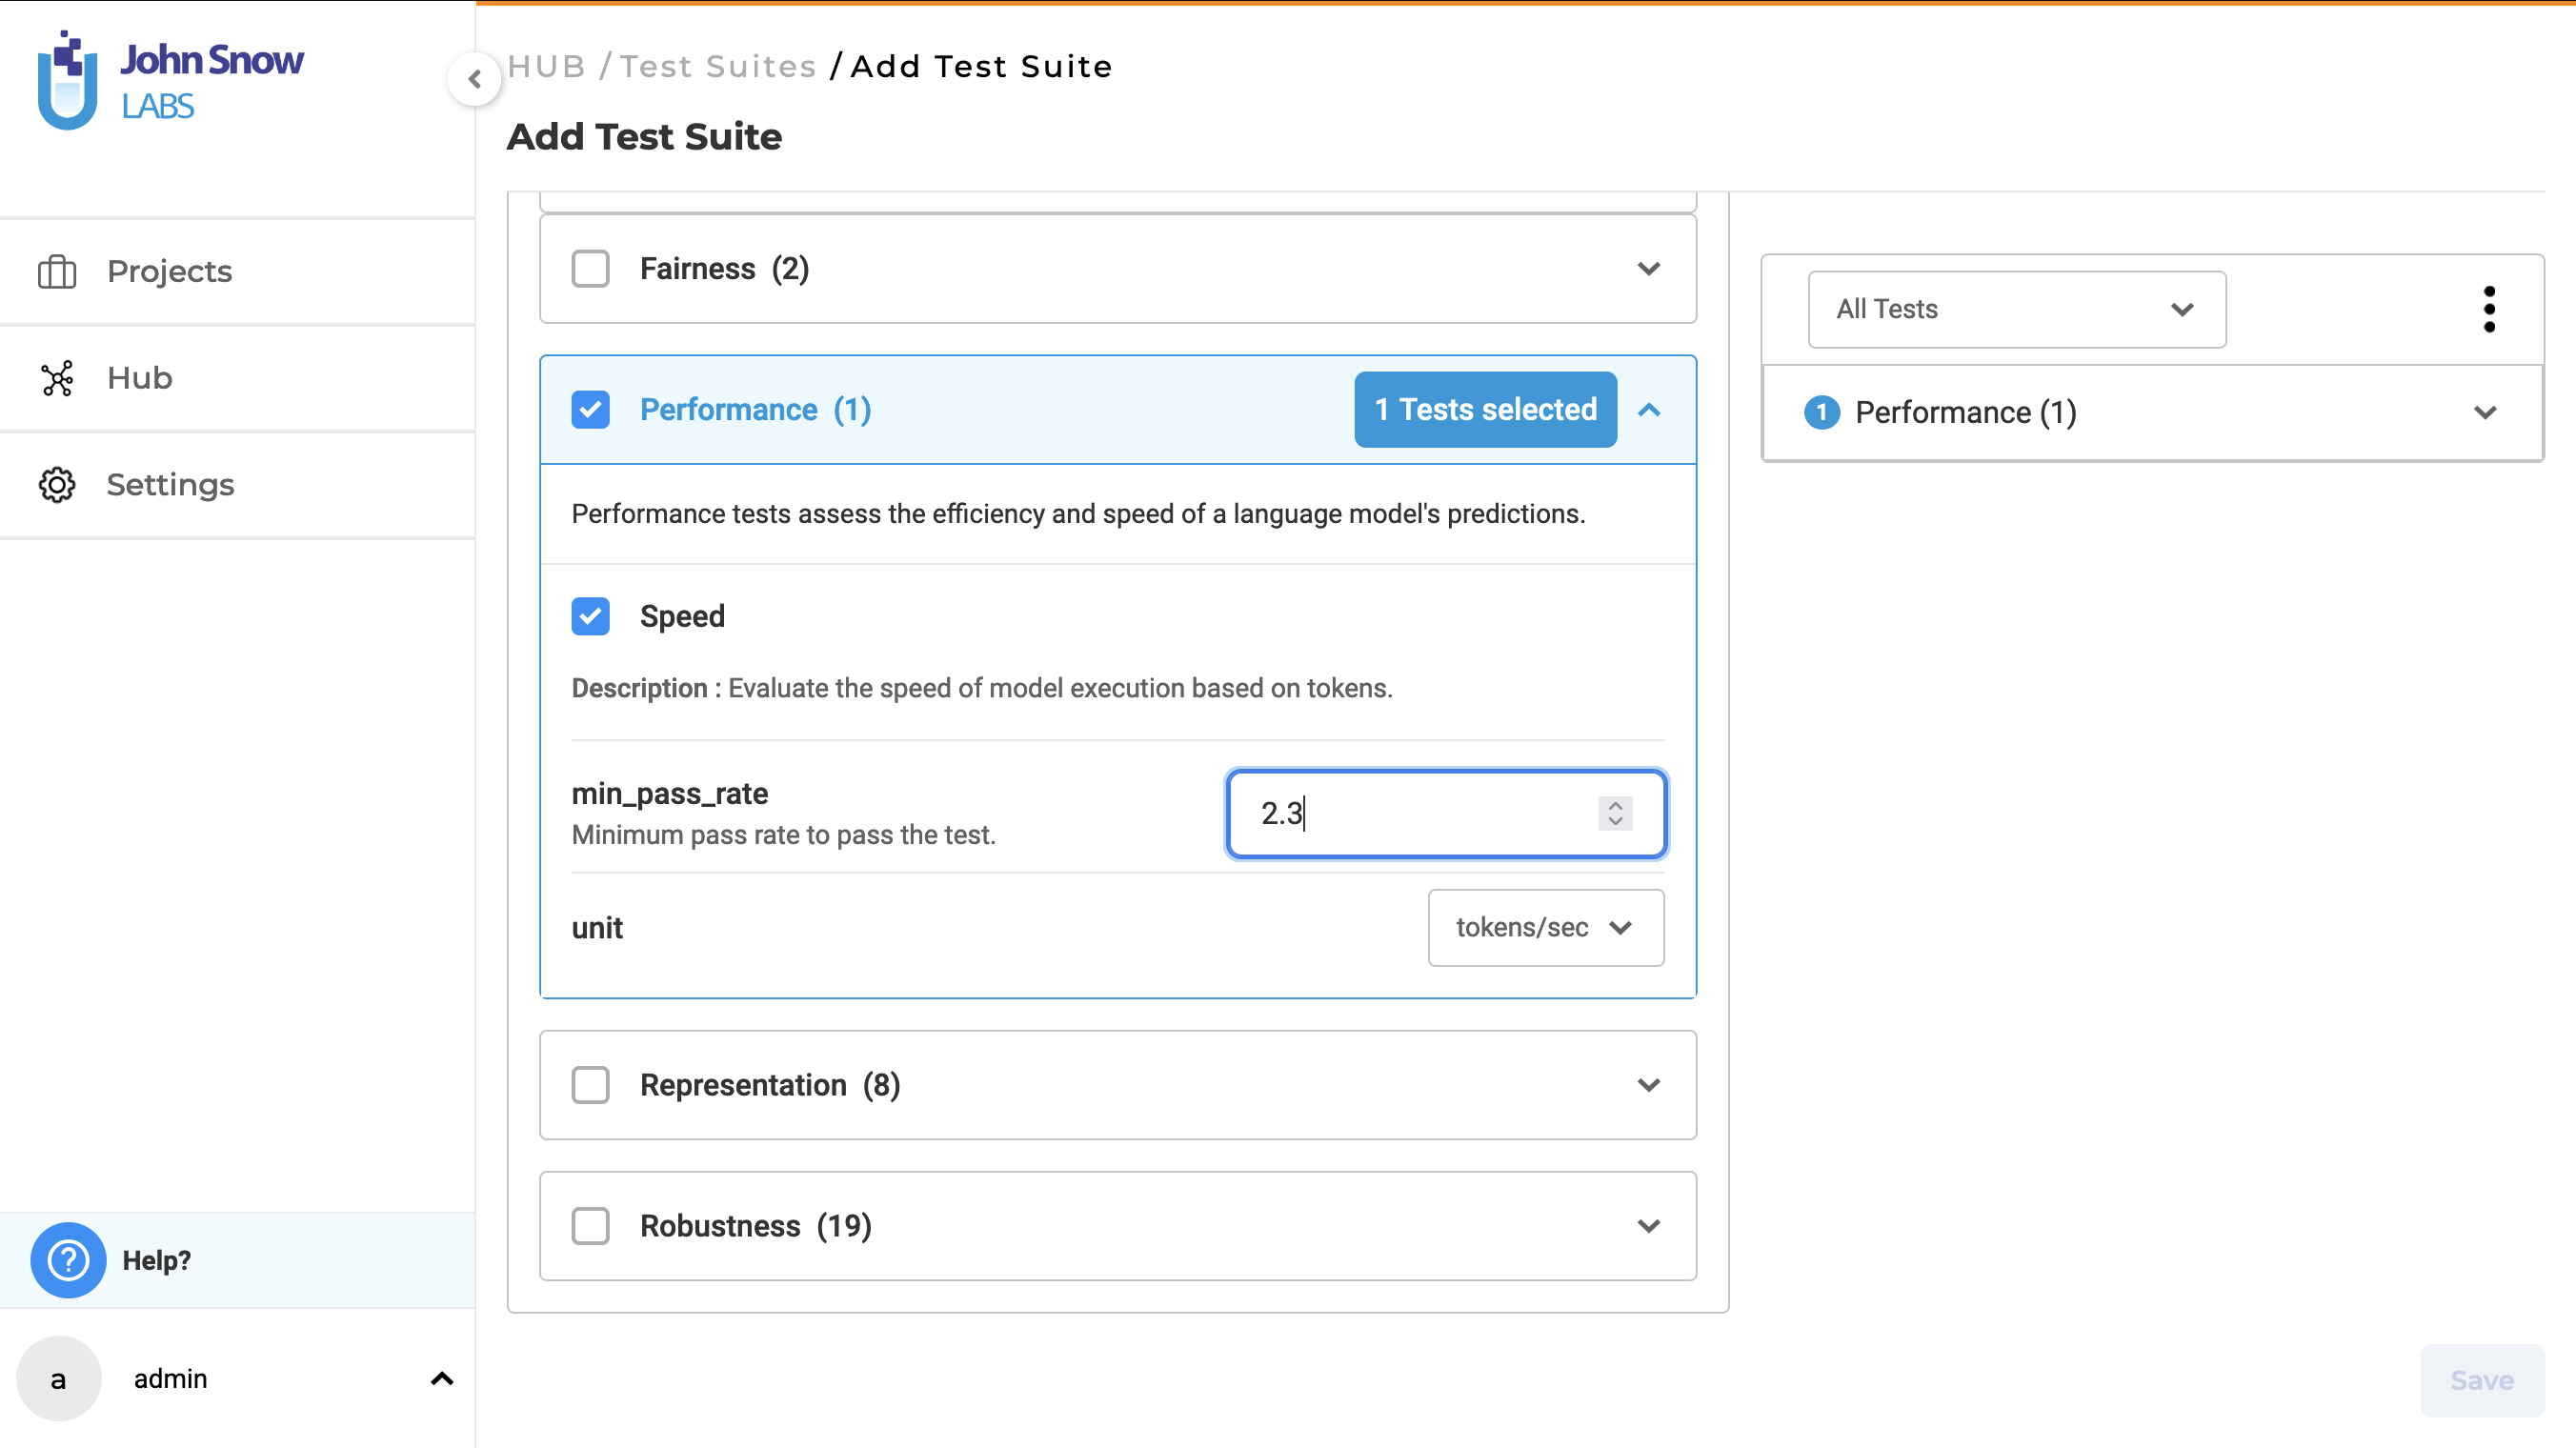 John Snow
LABS
HUB / Test Suites / Add Test Suite
Add Test Suite
Projects
Hub
Settings
Help?
a
admin
Fairness (2)
Performance (1)
1 Tests selected
Performance tests assess the efficiency and speed of a language model's predictions.
Speed
Description : Evaluate the speed of model execution based on tokens.
min_pass_rate
Minimum pass rate to pass the test.
2.3
unit
tokens/sec
Representation (8)
Robustness (19)
All Tests
1 Performance (1)
Save